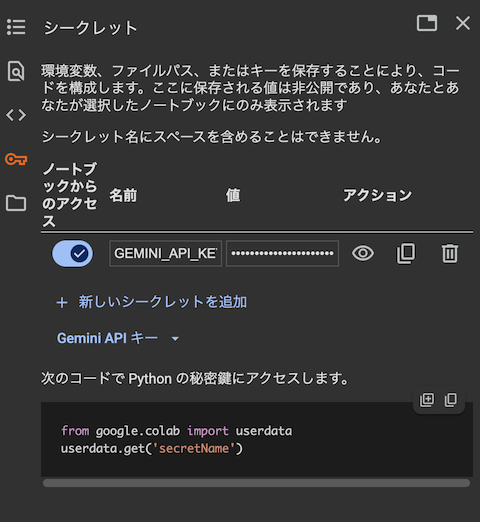 シークレット
環境変数、ファイルパス、またはキーを保存することにより、コー
ドを構成します。ここに保存される値は非公開であり、あなたとあ
なたが選択したノートブックにのみ表示されます
シークレット名にスペースを含めることはできません。
ノートブ
ックから
のアクセ
ス
名前 値 アクション
GEMINI_API_KEY ••••••••••••••••••••••
+ 新しいシークレットを追加
Gemini API キー
次のコードで Python の秘密鍵にアクセスします。
from google.colab import userdata
userdata.get('secretName')